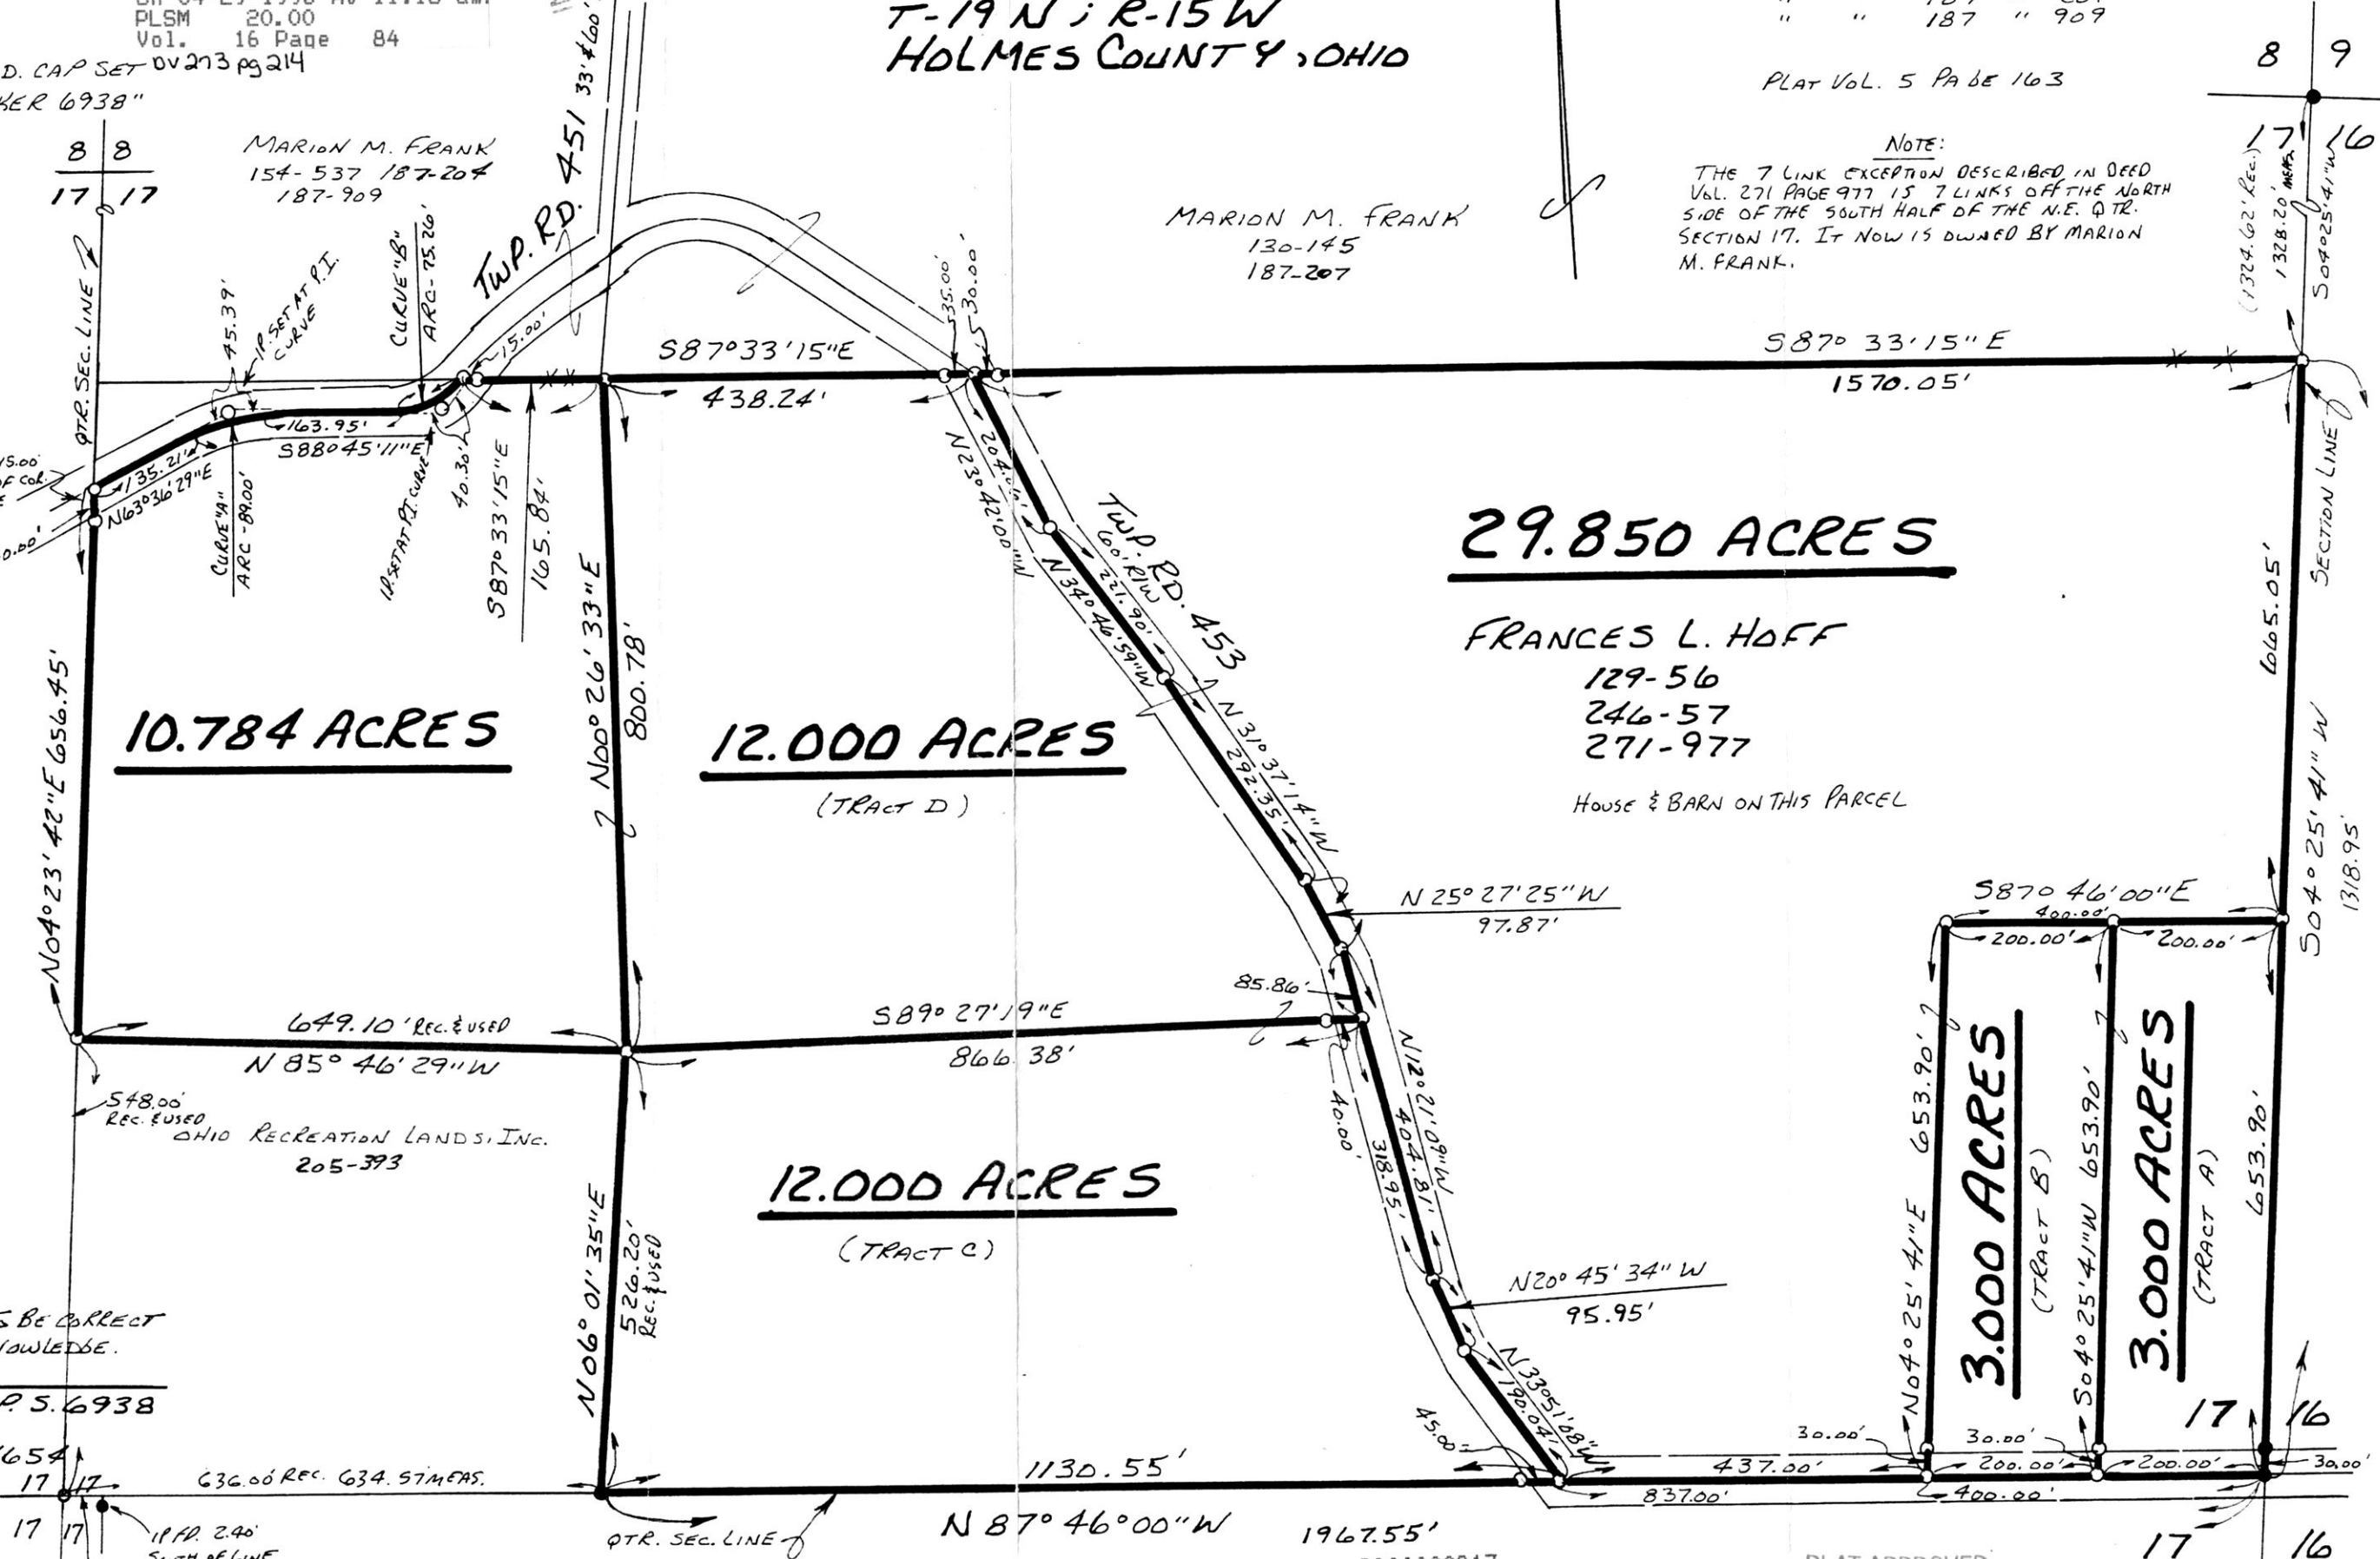 PLSM 20.00
Vol. 16 Page 84
D. CAP SET DV 273 pg 214
KER 6938"
T-19 N ; R-15 W
HOLMES COUNTY, OHIO
" " 187 " 909
PLAT VOL. 5 PAGE 163
8 9
17 16
8 8
17 17
MARION M. FRANK
154-537 187-204
187-909
TWP. RD. 451 33' & 60'
MARION M. FRANK
130-145
187-207
NOTE:
THE 7 LINK EXCEPTION DESCRIBED IN DEED
VOL. 271 PAGE 977 IS 7 LINKS OFF THE NORTH
SIDE OF THE SOUTH HALF OF THE N.E. QTR.
SECTION 17. IT NOW IS OWNED BY MARION
M. FRANK.
(1324.62' REC.)
1328.20' MEAS.
S04°25'41"W
QTR. SEC. LINE
45.39'
I.P. SET AT P.I.
CURVE
CURVE "B"
ARC-75.26'
15.00'
35.00'
30.00'
S87°33'15"E
438.24'
S87°33'15"E
1570.05'
163.95'
S88°45'11"E
135.21'
N63°36'29"E
CURVE "A"
ARC-89.00'
I.P. SET AT P.I. CURVE
40.30'
S87°33'15"E
165.84'
N00°26'33"E
800.78'
N23°42'00"W
TWP. RD. 453
60' R/W
221.90'
N34°46'59"W
29.850 ACRES
FRANCES L. HOFF
129-56
246-57
271-977
HOUSE & BARN ON THIS PARCEL
665.05'
SECTION LINE
S04°25'41"W
1318.95'
N04°23'42"E 656.45'
10.784 ACRES
12.000 ACRES
(TRACT D)
N31°37'14"W
292.35'
N25°27'25"W
97.87'
S87°46'00"E
400.00'
200.00' 200.00'
85.86'
S89°27'19"E
866.38'
649.10' REC. & USED
N85°46'29"W
548.00'
REC. & USED
OHIO RECREATION LANDS, INC.
205-393
40.00'
N12°21'09"W
404.81'
318.95'
12.000 ACRES
(TRACT C)
N06°01'35"E
526.20'
REC. & USED
N20°45'34"W
95.95'
N33°51'08"W
190.04'
45.00'
N04°25'41"E 653.90'
3.000 ACRES
(TRACT B)
S04°25'41"W 653.90'
3.000 ACRES
(TRACT A)
653.90'
BE CORRECT
P.S. 6938
654
17 17
17 17
636.00' REC. 634.57 MEAS.
IP FD. 2.40'
QTR. SEC. LINE
1130.55'
N87°46°00"W
1967.55'
30.00' 30.00'
437.00' 200.00' 200.00' 30.00'
837.00' 400.00'
17 16
17 16